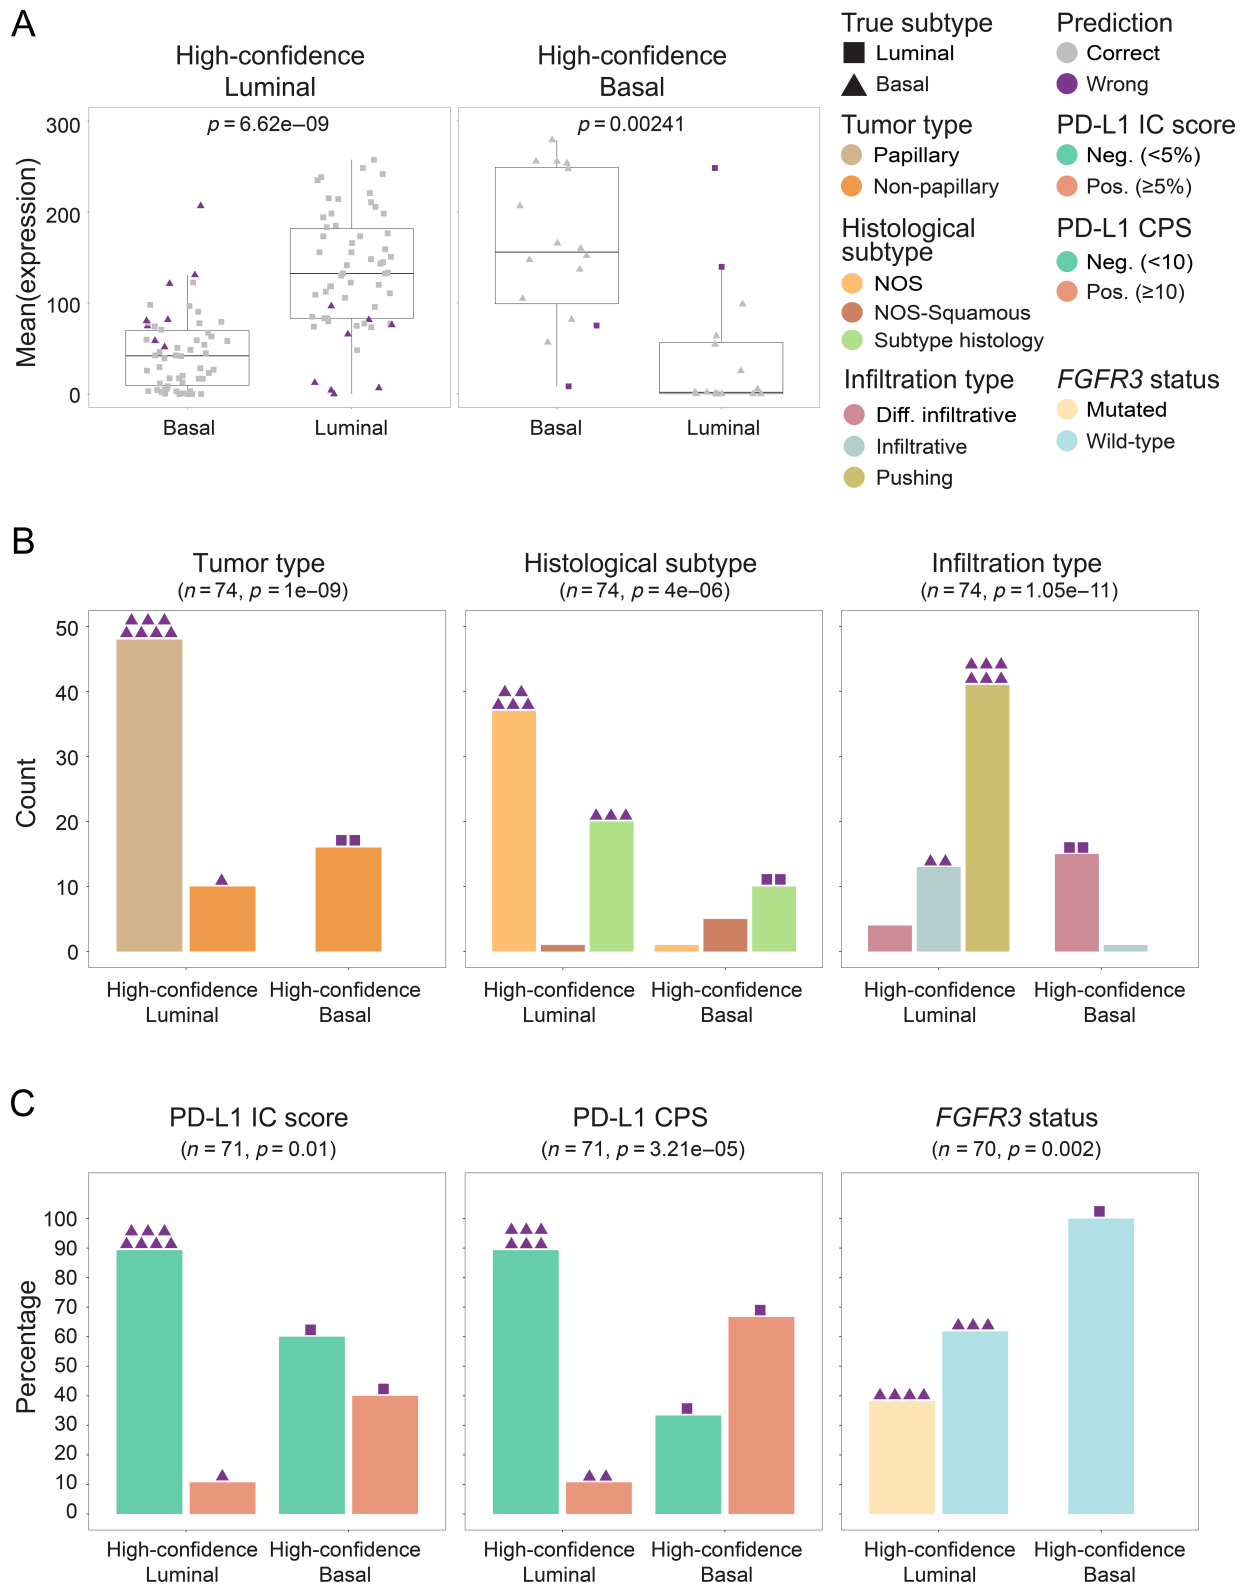 A
High-confidence
Luminal
High-confidence
Basal
p = 6.62e–09
p = 0.00241
Mean(expression)
300
200
100
0
Basal
Luminal
Basal
Luminal
True subtype
Luminal
Basal
Prediction
Correct
Wrong
Tumor type
Papillary
Non-papillary
PD-L1 IC score
Neg. (<5%)
Pos. (≥5%)
Histological
subtype
NOS
NOS-Squamous
Subtype histology
PD-L1 CPS
Neg. (<10)
Pos. (≥10)
Infiltration type
Diff. infiltrative
Infiltrative
Pushing
FGFR3 status
Mutated
Wild-type
B
Tumor type
(n = 74, p = 1e–09)
Histological subtype
(n = 74, p = 4e–06)
Infiltration type
(n = 74, p = 1.05e–11)
Count
50
40
30
20
10
0
High-confidence
Luminal
High-confidence
Basal
High-confidence
Luminal
High-confidence
Basal
High-confidence
Luminal
High-confidence
Basal
C
PD-L1 IC score
(n = 71, p = 0.01)
PD-L1 CPS
(n = 71, p = 3.21e–05)
FGFR3 status
(n = 70, p = 0.002)
Percentage
100
90
80
70
60
50
40
30
20
10
0
High-confidence
Luminal
High-confidence
Basal
High-confidence
Luminal
High-confidence
Basal
High-confidence
Luminal
High-confidence
Basal